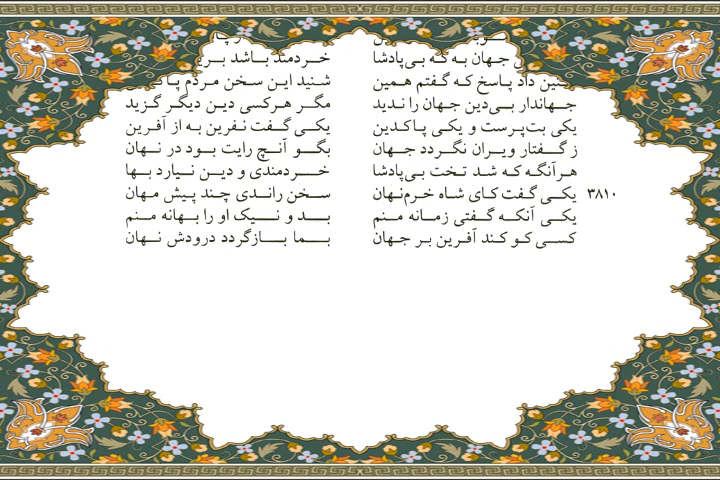 جهان به که بی‌پادشا خردمند باشد
چنین داد پاسخ که گفتم همین شنید این سخن مردم
جهاندار بی‌دین جهان را ندید مگر هرکسی دین دیگر گزید
یکی بت‌پرست و یکی پاکدین یکی گفت نفرین به از آفرین
ز گفتار ویران نگردد جهان بگو آنچ رایت بود در نهان
هرآنگه که شد تخت بی‌پادشا خردمندی و دین نیارد بها
۳۸۱۰ یکی گفت کای شاه خرم‌نهان سخن راندی چند پیش مهان
یکی آنکه گفتی زمانه منم بد و نیک او را بهانه منم
کسی کو کند آفرین بر جهان بما بازگردد درودش نهان